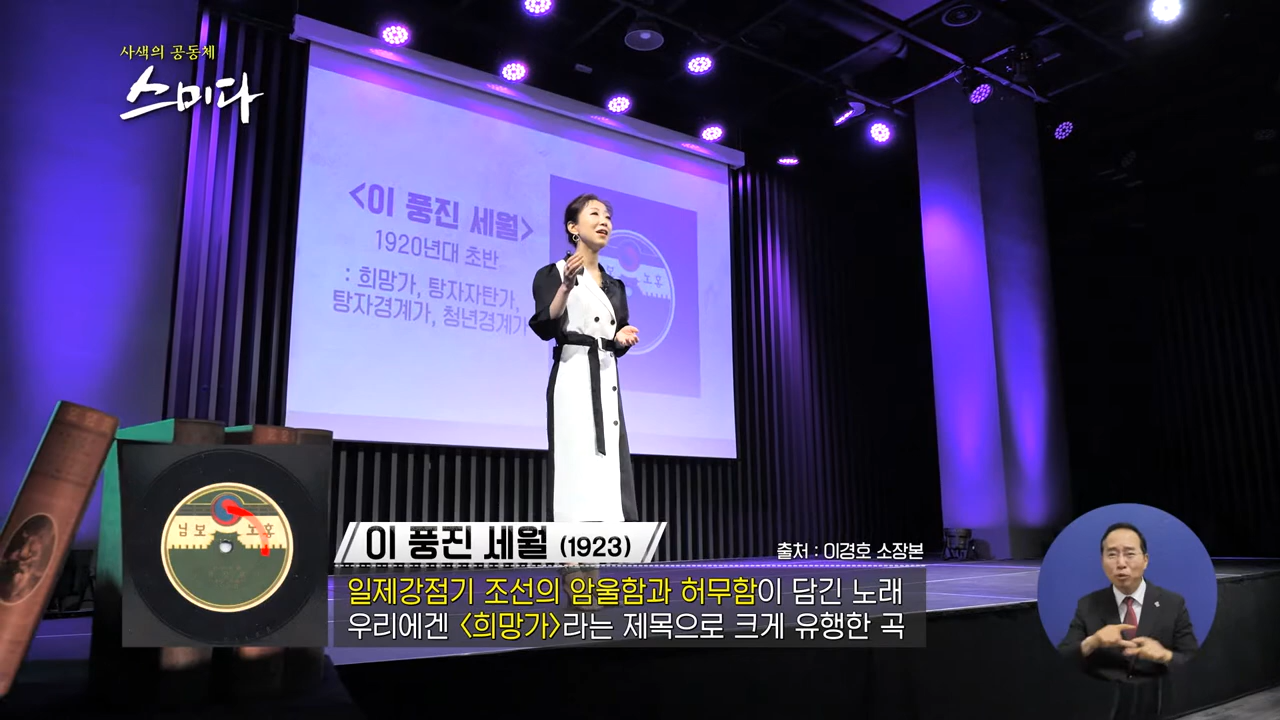 사색의 공동체
스미다
<이 풍진 세월>
1920년대 초반
: 희망가, 탕자자탄가,
탕자경계가, 청년경계가
보 노홍
님보 노홍
이 풍진 세월 (1923)
출처 : 이경호 소장본
일제강점기 조선의 암울함과 허무함이 담긴 노래
우리에겐 <희망가>라는 제목으로 크게 유행한 곡